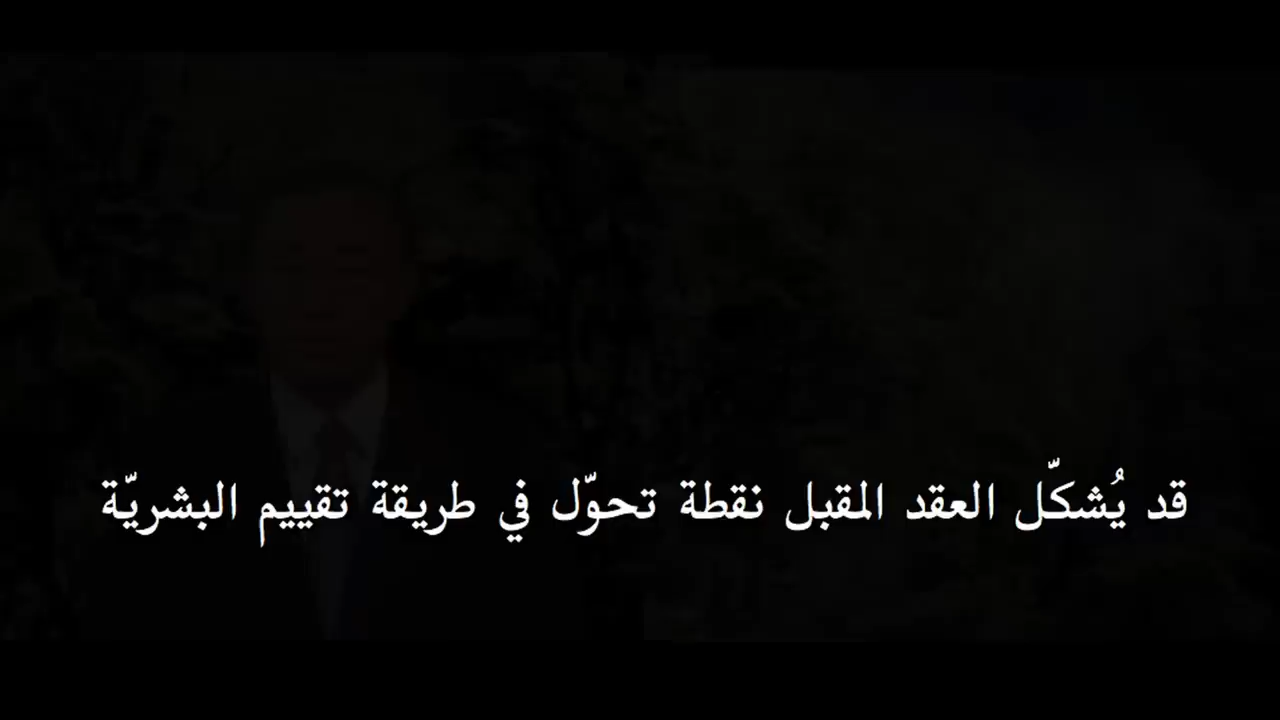 قد يُشكّل العقد المقبل نقطة تحوّل في طريقة تقييم البشريّة